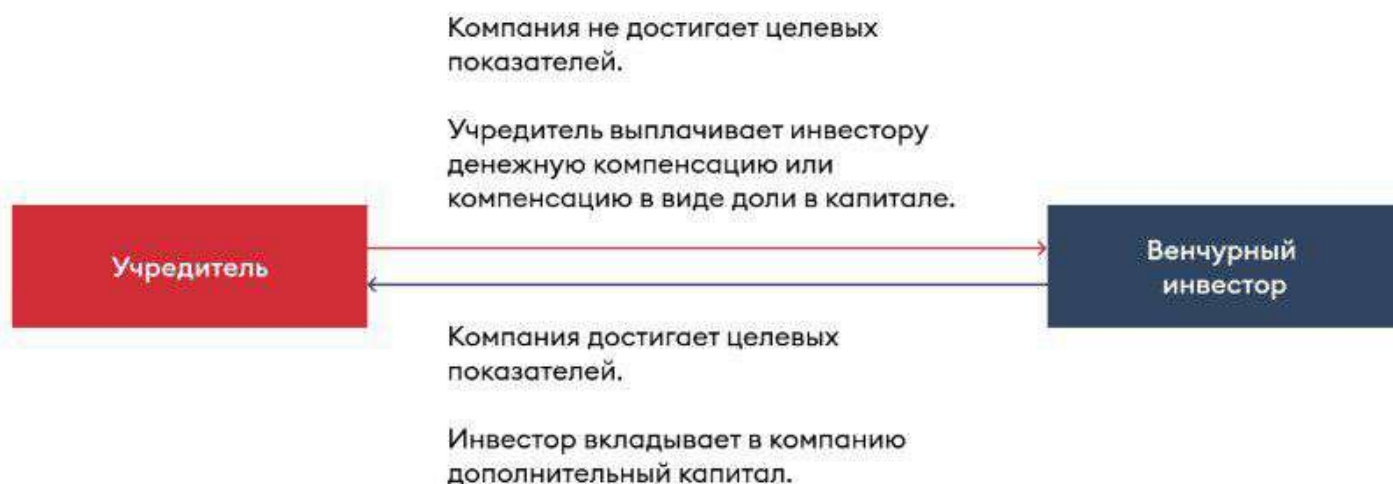 Компания не достигает целевых
показателей.
Учредитель выплачивает инвестору
денежную компенсацию или
компенсацию в виде доли в капитале.
Учредитель
Венчурный
инвестор
Компания достигает целевых
показателей.
Инвестор вкладывает в компанию
дополнительный капитал.